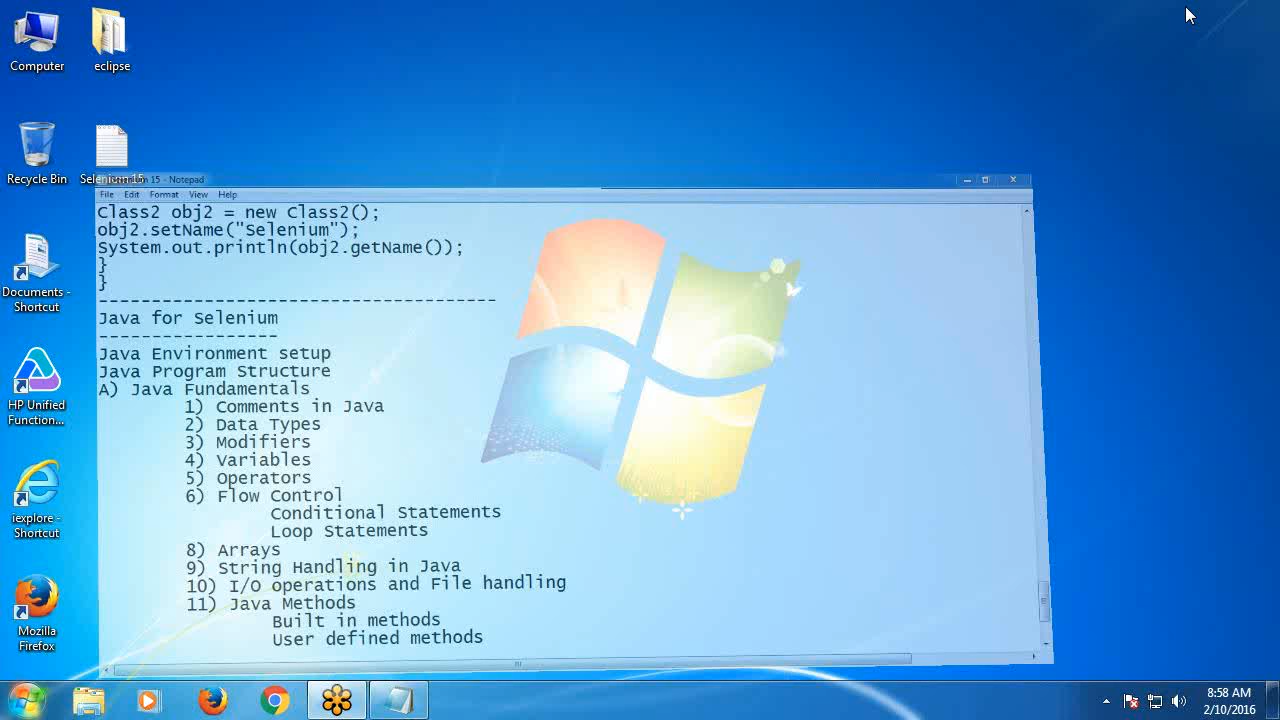 Computer
eclipse
Recycle Bin
Selenium 15
15 - Notepad
File Edit Format View Help
Class2 obj2 = new Class2();
obj2.setName("Selenium");
System.out.println(obj2.getName());
}
}
--------------------------------------
Java for Selenium
-----------------
Java Environment setup
Java Program Structure
A) Java Fundamentals
1) Comments in Java
2) Data Types
3) Modifiers
4) Variables
5) Operators
6) Flow Control
Conditional Statements
Loop Statements
8) Arrays
9) String Handling in Java
10) I/O operations and File handling
11) Java Methods
Built in methods
User defined methods
Documents -
Shortcut
HP Unified
Function...
iexplore -
Shortcut
Mozilla
Firefox
8:58 AM
2/10/2016